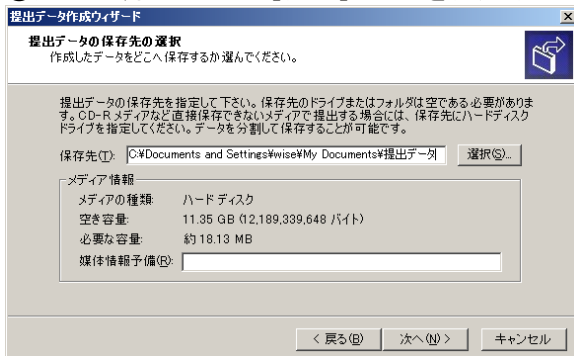 提出データ作成ウィザード
提出データの保存先の選択
作成したデータをどこへ保存するか選んでください。
提出データの保存先を指定して下さい。保存先のドライブまたはフォルダは空である必要がありま
す。CD-Rメディアなど直接保存できないメディアで提出する場合には、保存先にハードディスク
ドライブを指定してください。データを分割して保存することが可能です。
保存先(T): C:¥Documents and Settings¥wise¥My Documents¥提出データ 選択(S)...
メディア情報
メディアの種類: ハード ディスク
空き容量: 11.35 GB (12,189,339,648 バイト)
必要な容量: 約 18.13 MB
媒体情報予備(R):
< 戻る(B) 次へ(N) > キャンセル